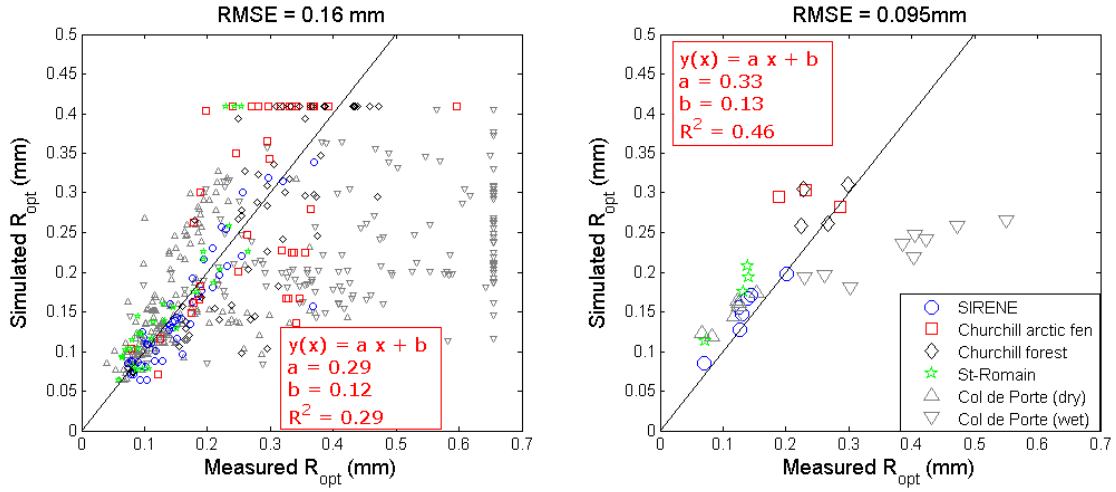 RMSE = 0.16 mm
0.5
0.45
0.4
0.35
0.3
0.25
0.2
0.15
0.1
0.05
0
Simulated R_opt (mm)
y(x) = a x + b
a = 0.29
b = 0.12
R^2 = 0.29
0 0.1 0.2 0.3 0.4 0.5 0.6 0.7
Measured R_opt (mm)
RMSE = 0.095mm
0.5
0.45
0.4
0.35
0.3
0.25
0.2
0.15
0.1
0.05
0
Simulated R_opt (mm)
y(x) = a x + b
a = 0.33
b = 0.13
R^2 = 0.46
SIRENE
Churchill arctic fen
Churchill forest
St-Romain
Col de Porte (dry)
Col de Porte (wet)
0 0.1 0.2 0.3 0.4 0.5 0.6 0.7
Measured R_opt (mm)